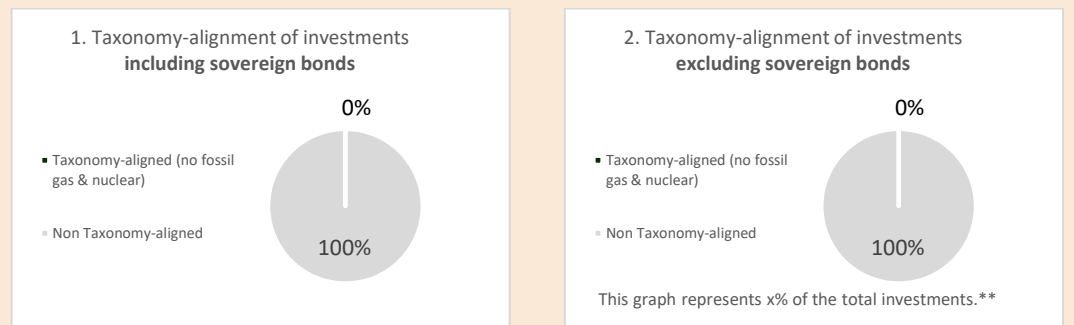 1. Taxonomy-alignment of investments
including sovereign bonds
0%
Taxonomy-aligned (no fossil
gas & nuclear)
Non Taxonomy-aligned
100%
2. Taxonomy-alignment of investments
excluding sovereign bonds
0%
Taxonomy-aligned (no fossil
gas & nuclear)
Non Taxonomy-aligned
100%
This graph represents x% of the total investments.**